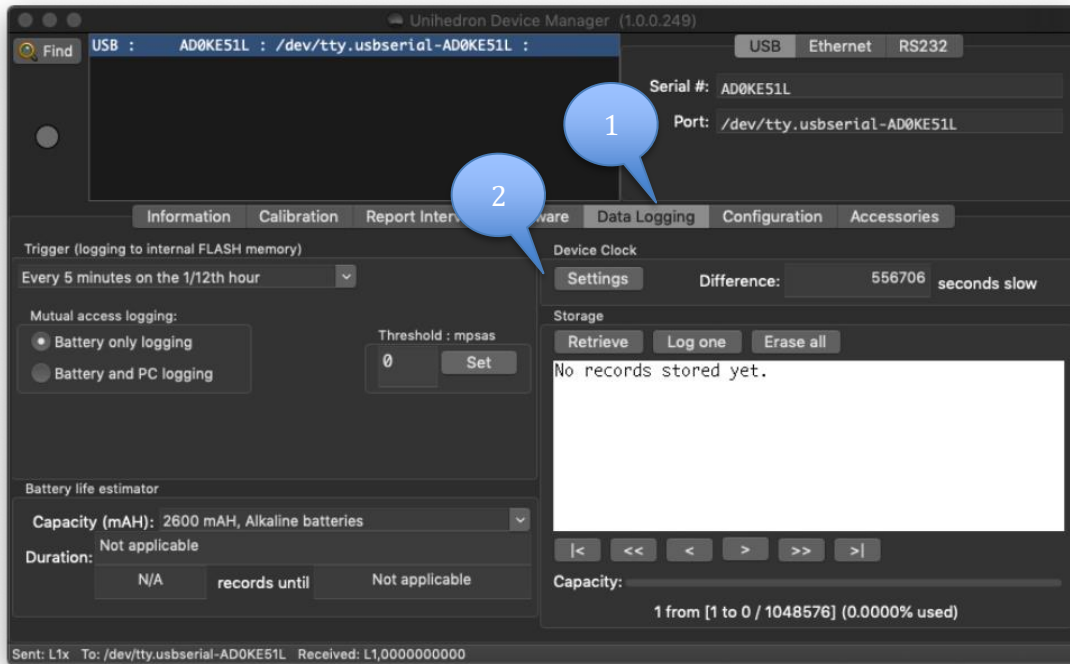 Unihedron Device Manager (1.0.0.249)
Find
USB : AD0KE51L : /dev/tty.usbserial-AD0KE51L :
USB Ethernet RS232
Serial #: AD0KE51L
Port: /dev/tty.usbserial-AD0KE51L
1
2
Information Calibration Report Interv ware Data Logging Configuration Accessories
Trigger (logging to internal FLASH memory)
Every 5 minutes on the 1/12th hour
Mutual access logging:
Battery only logging
Battery and PC logging
Threshold : mpsas
0 Set
Battery life estimator
Capacity (mAH): 2600 mAH, Alkaline batteries
Duration: Not applicable
N/A records until Not applicable
Device Clock
Settings Difference: 556706 seconds slow
Storage
Retrieve Log one Erase all
No records stored yet.
|< << < > >> >|
Capacity:
1 from [1 to 0 / 1048576] (0.0000% used)
Sent: L1x To: /dev/tty.usbserial-AD0KE51L Received: L1,0000000000